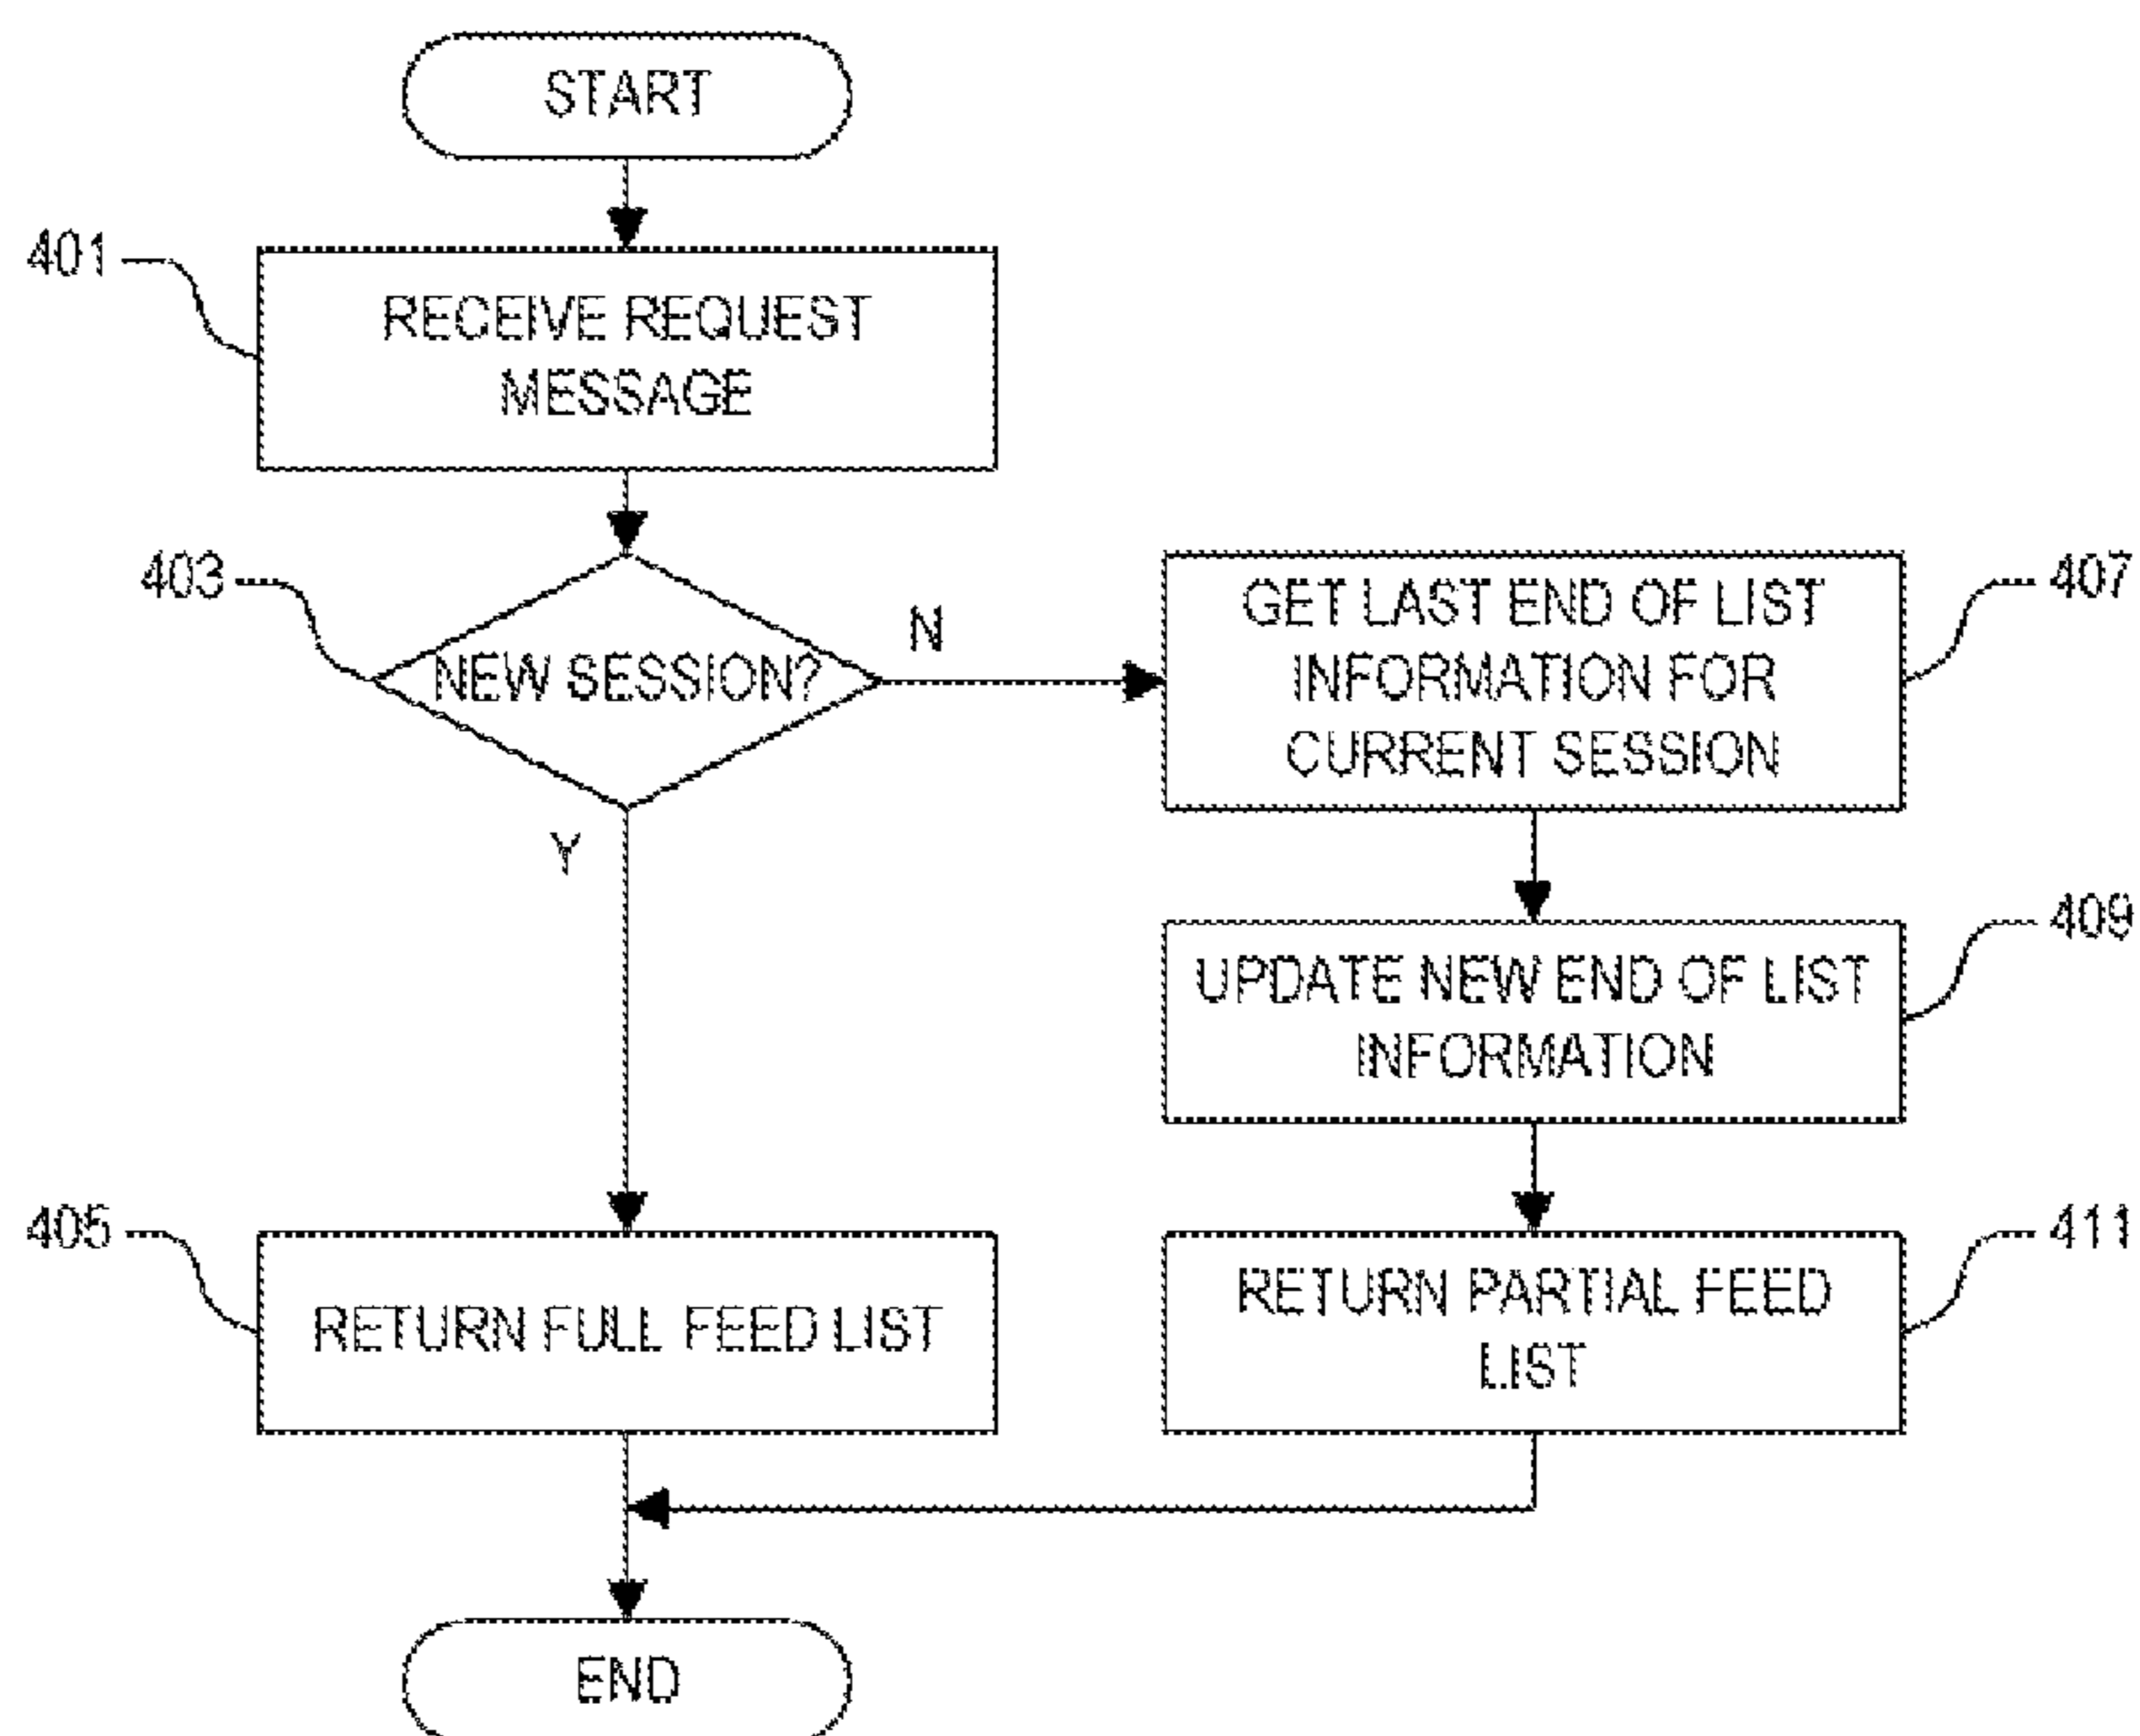 START
401
RECEIVE REQUEST
MESSAGE
403
NEW SESSION?
N
Y
GET LAST END OF LIST
INFORMATION FOR
CURRENT SESSION
407
UPDATE NEW END OF LIST
INFORMATION
409
405
RETURN FULL FEED LIST
RETURN PARTIAL FEED
LIST
411
END